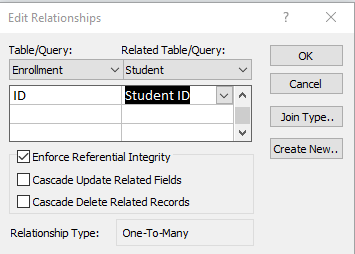 Edit Relationships
Table/Query: Related Table/Query:
Enrollment Student
ID Student ID
OK
Cancel
Join Type..
Create New..
Enforce Referential Integrity
Cascade Update Related Fields
Cascade Delete Related Records
Relationship Type: One-To-Many